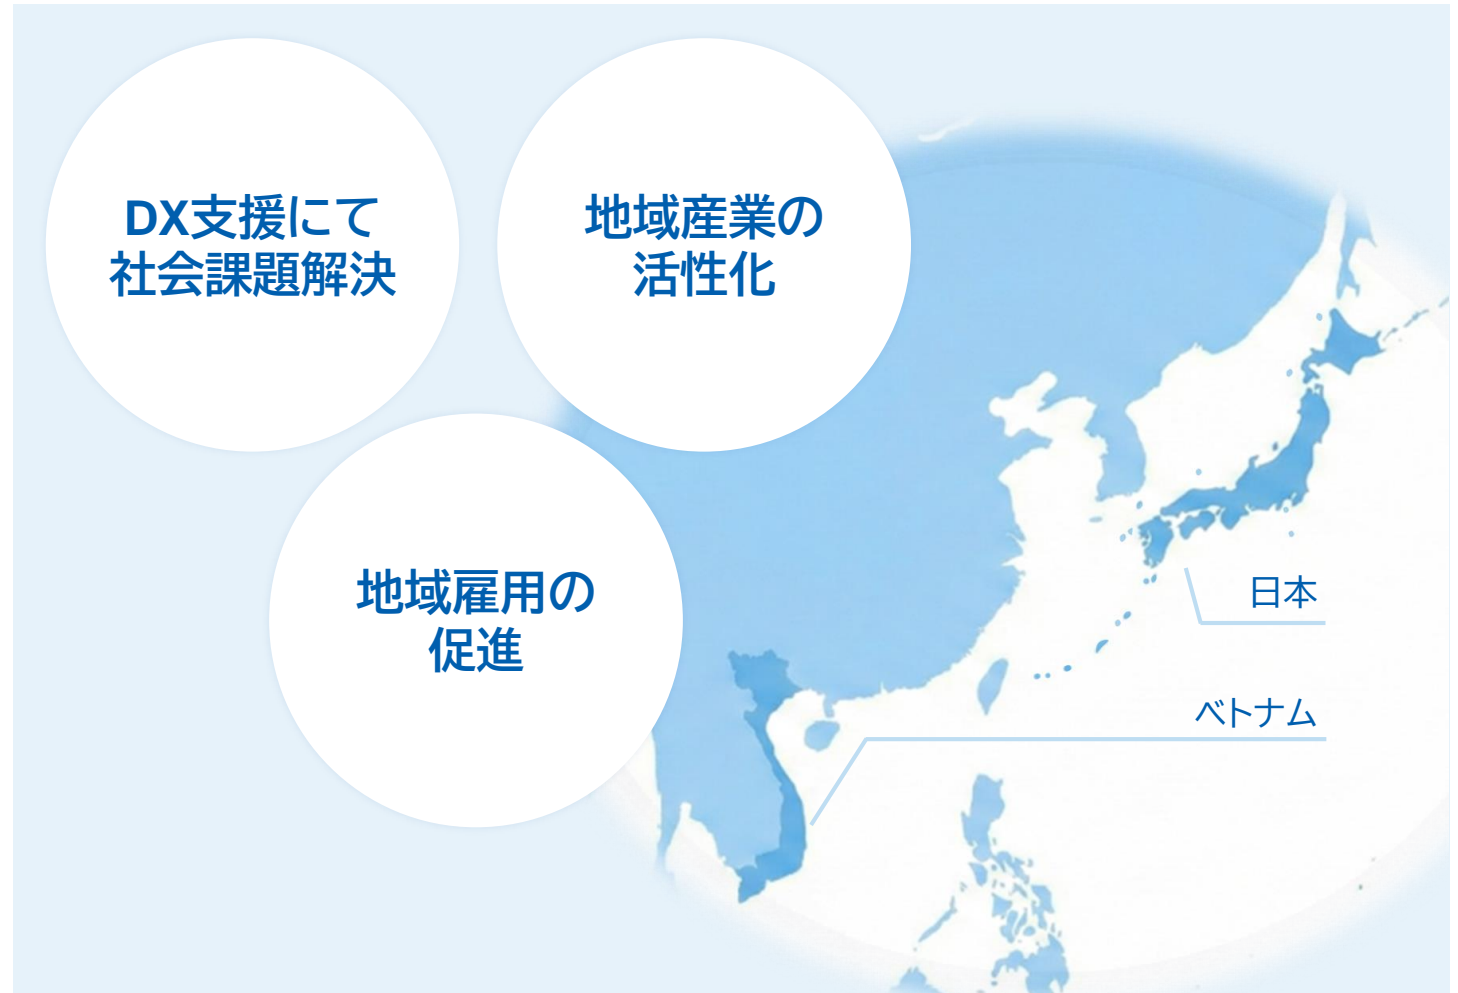 DX支援にて
社会課題解決
地域産業の
活性化
地域雇用の
促進
日本
ベトナム